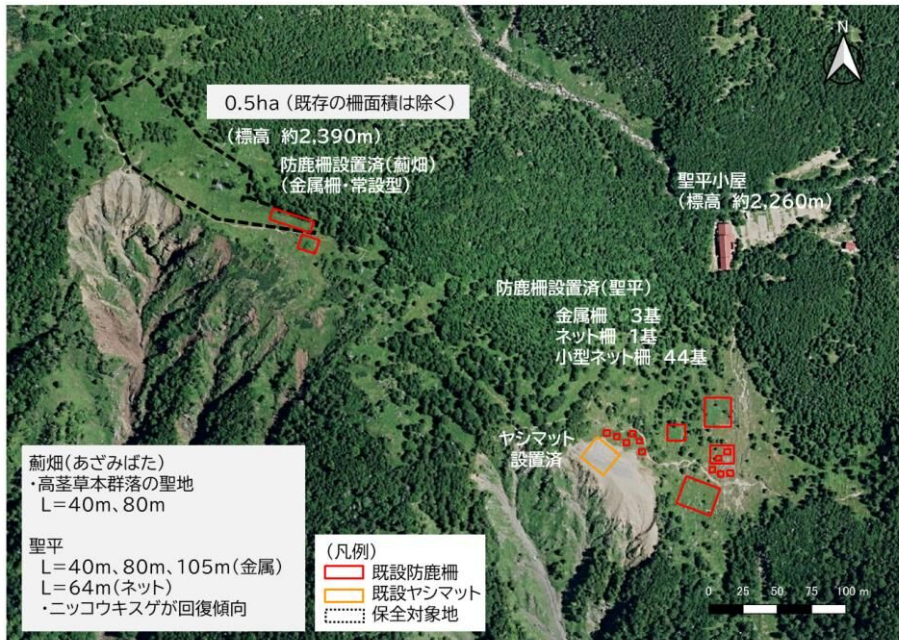 N
0.5ha (既存の柵面積は除く)
(標高 約2,390m)
防鹿柵設置済(薊畑)
(金属柵・常設型)
聖平小屋
(標高 約2,260m)
防鹿柵設置済(聖平)
金属柵 3基
ネット柵 1基
小型ネット柵 44基
ヤシマット
設置済
薊畑(あざみばた)
・高茎草本群落の聖地
L=40m、80m
聖平
L=40m、80m、105m(金属)
L=64m(ネット)
・ニッコウキスゲが回復傾向
(凡例)
既設防鹿柵
既設ヤシマット
保全対象地
0 25 50 75 100 m